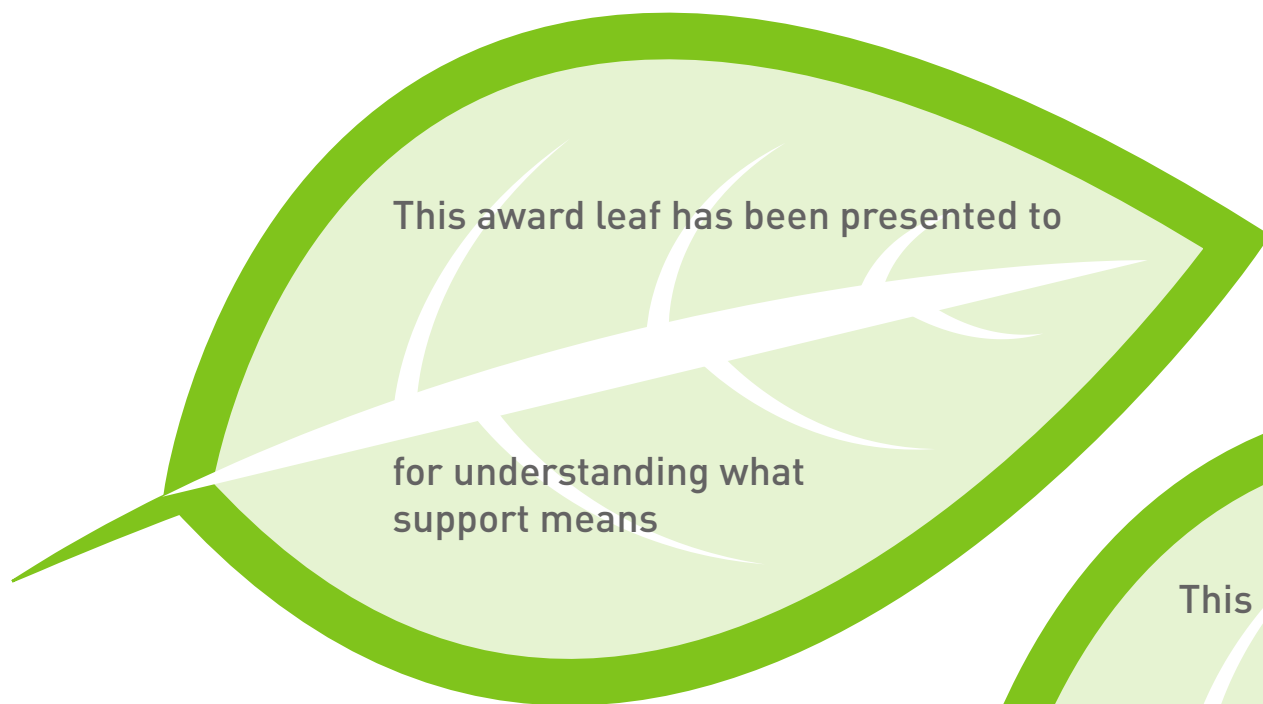 This award leaf has been presented to
for understanding what
support means
This